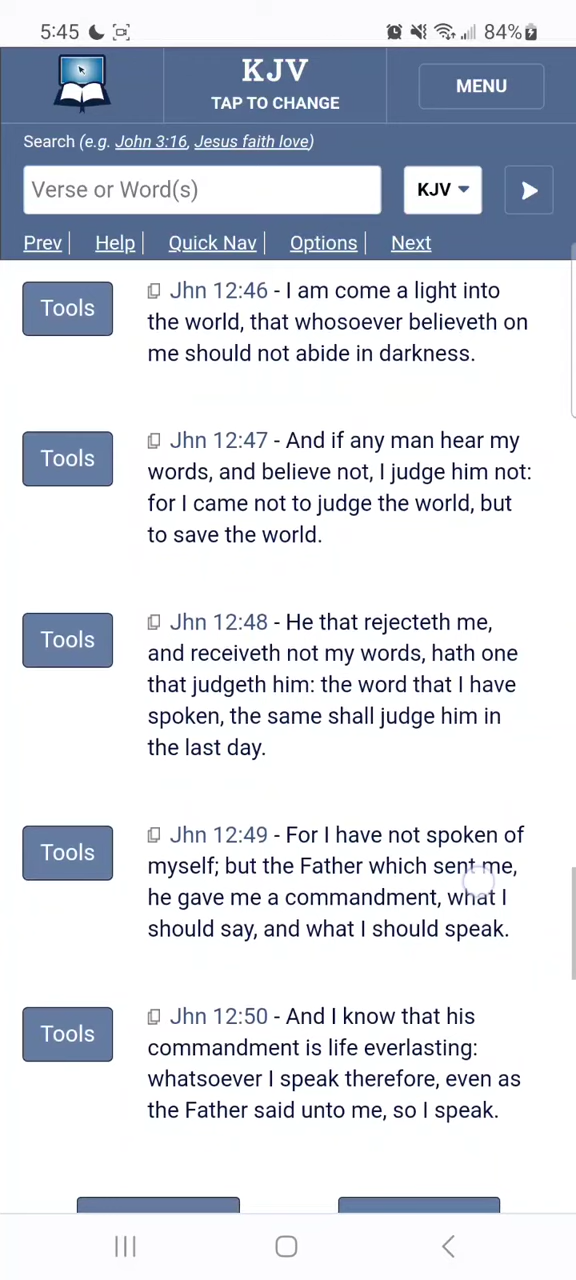 5:45 84%
KJV
TAP TO CHANGE
MENU
Search (e.g. John 3:16, Jesus faith love)
Verse or Word(s)
KJV
Prev Help Quick Nav Options Next
Tools
Jhn 12:46 - I am come a light into
the world, that whosoever believeth on
me should not abide in darkness.
Tools
Jhn 12:47 - And if any man hear my
words, and believe not, I judge him not:
for I came not to judge the world, but
to save the world.
Tools
Jhn 12:48 - He that rejecteth me,
and receiveth not my words, hath one
that judgeth him: the word that I have
spoken, the same shall judge him in
the last day.
Tools
Jhn 12:49 - For I have not spoken of
myself; but the Father which sent me,
he gave me a commandment, what I
should say, and what I should speak.
Tools
Jhn 12:50 - And I know that his
commandment is life everlasting:
whatsoever I speak therefore, even as
the Father said unto me, so I speak.